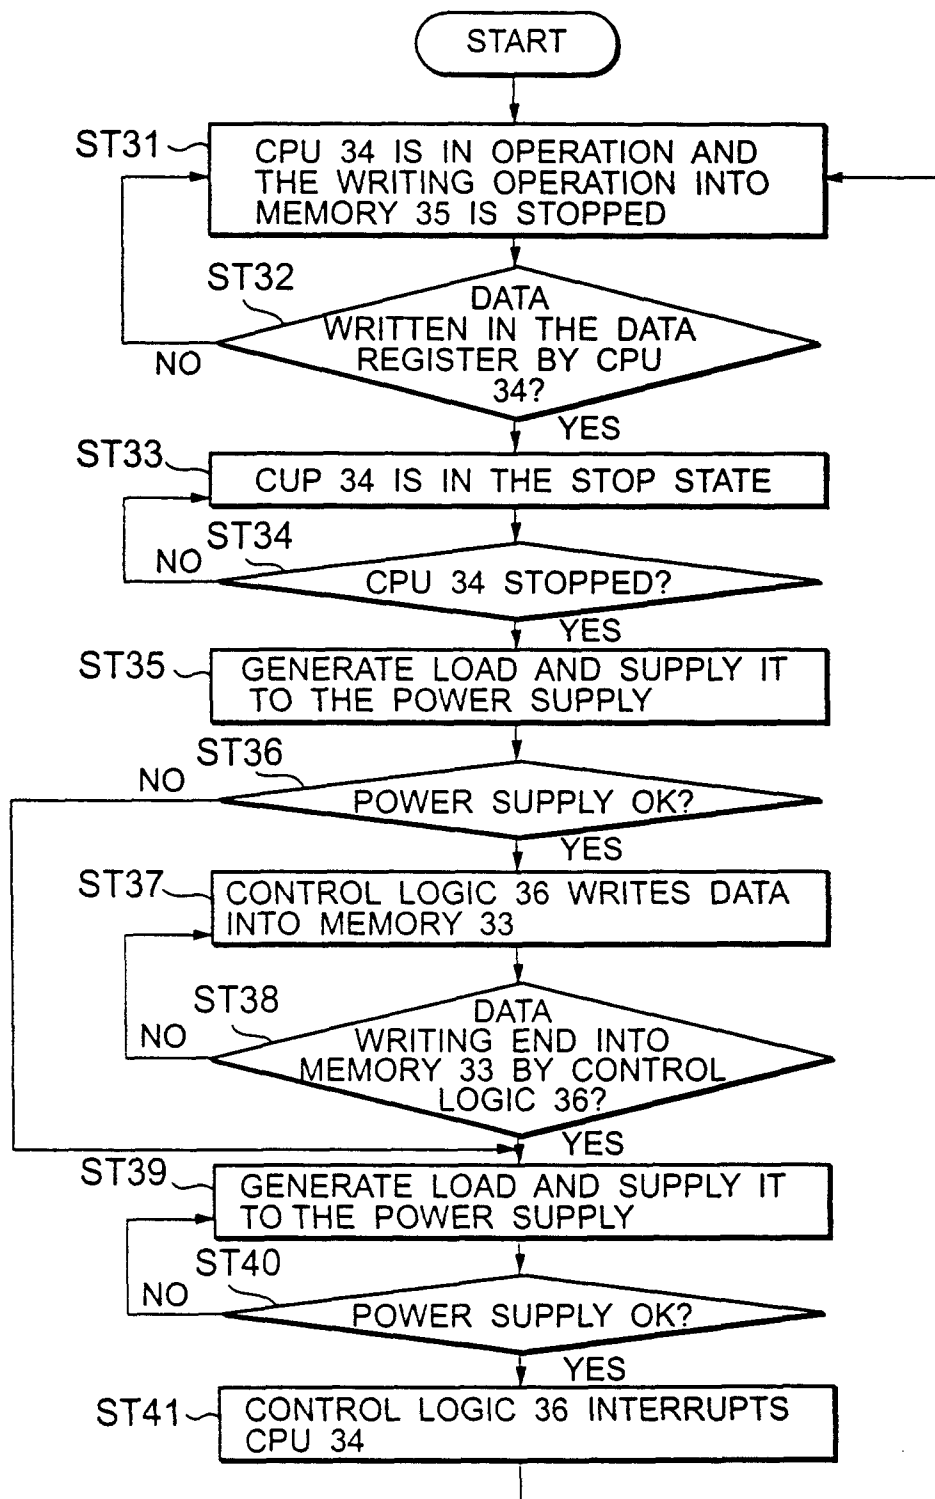 START
ST31
CPU 34 IS IN OPERATION AND
THE WRITING OPERATION INTO
MEMORY 35 IS STOPPED
ST32
DATA
WRITTEN IN THE DATA
REGISTER BY CPU
34?
NO
YES
ST33
CUP 34 IS IN THE STOP STATE
ST34
NO
CPU 34 STOPPED?
YES
ST35
GENERATE LOAD AND SUPPLY IT
TO THE POWER SUPPLY
ST36
NO
POWER SUPPLY OK?
YES
ST37
CONTROL LOGIC 36 WRITES DATA
INTO MEMORY 33
ST38
NO
DATA
WRITING END INTO
MEMORY 33 BY CONTROL
LOGIC 36?
YES
ST39
GENERATE LOAD AND SUPPLY IT
TO THE POWER SUPPLY
ST40
NO
POWER SUPPLY OK?
YES
ST41
CONTROL LOGIC 36 INTERRUPTS
CPU 34